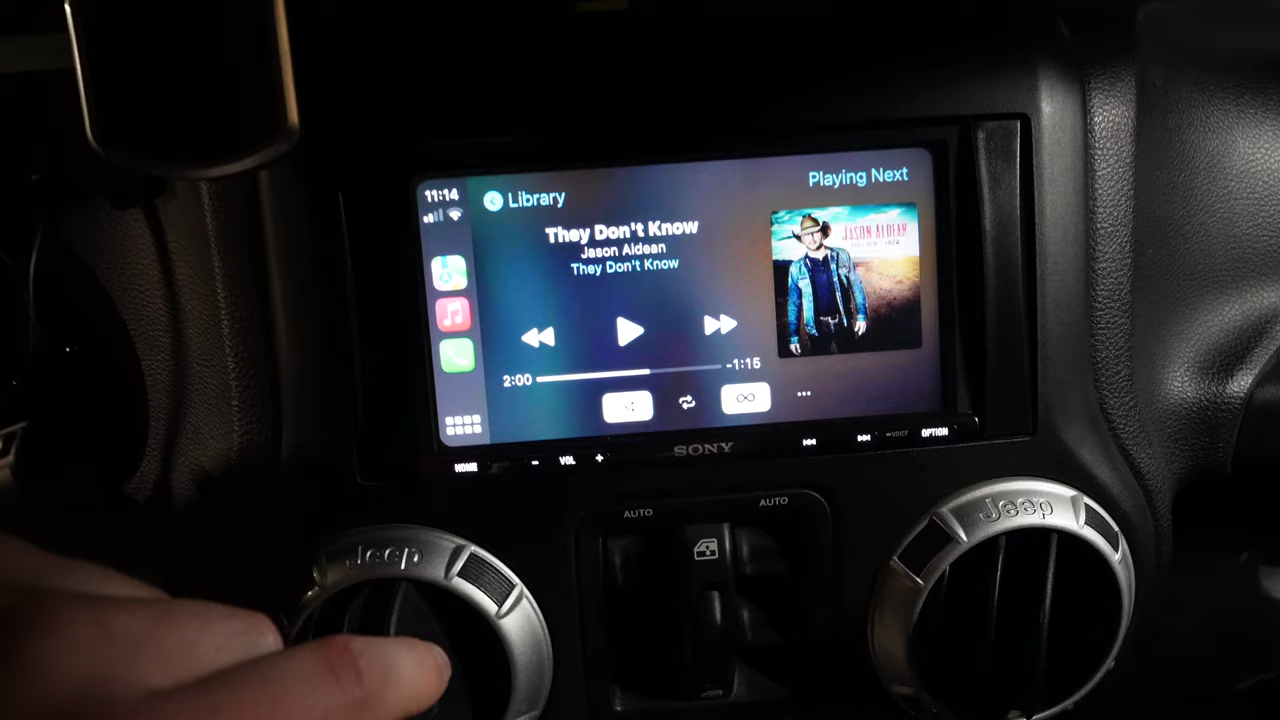 11:14
Library
Playing Next
They Don't Know
Jason Aldean
They Don't Know
JASON ALDEAN
2:00
-1:15
HOME
- VOL +
SONY
VOICE
OPTION
AUTO
AUTO
Jeep
Jeep